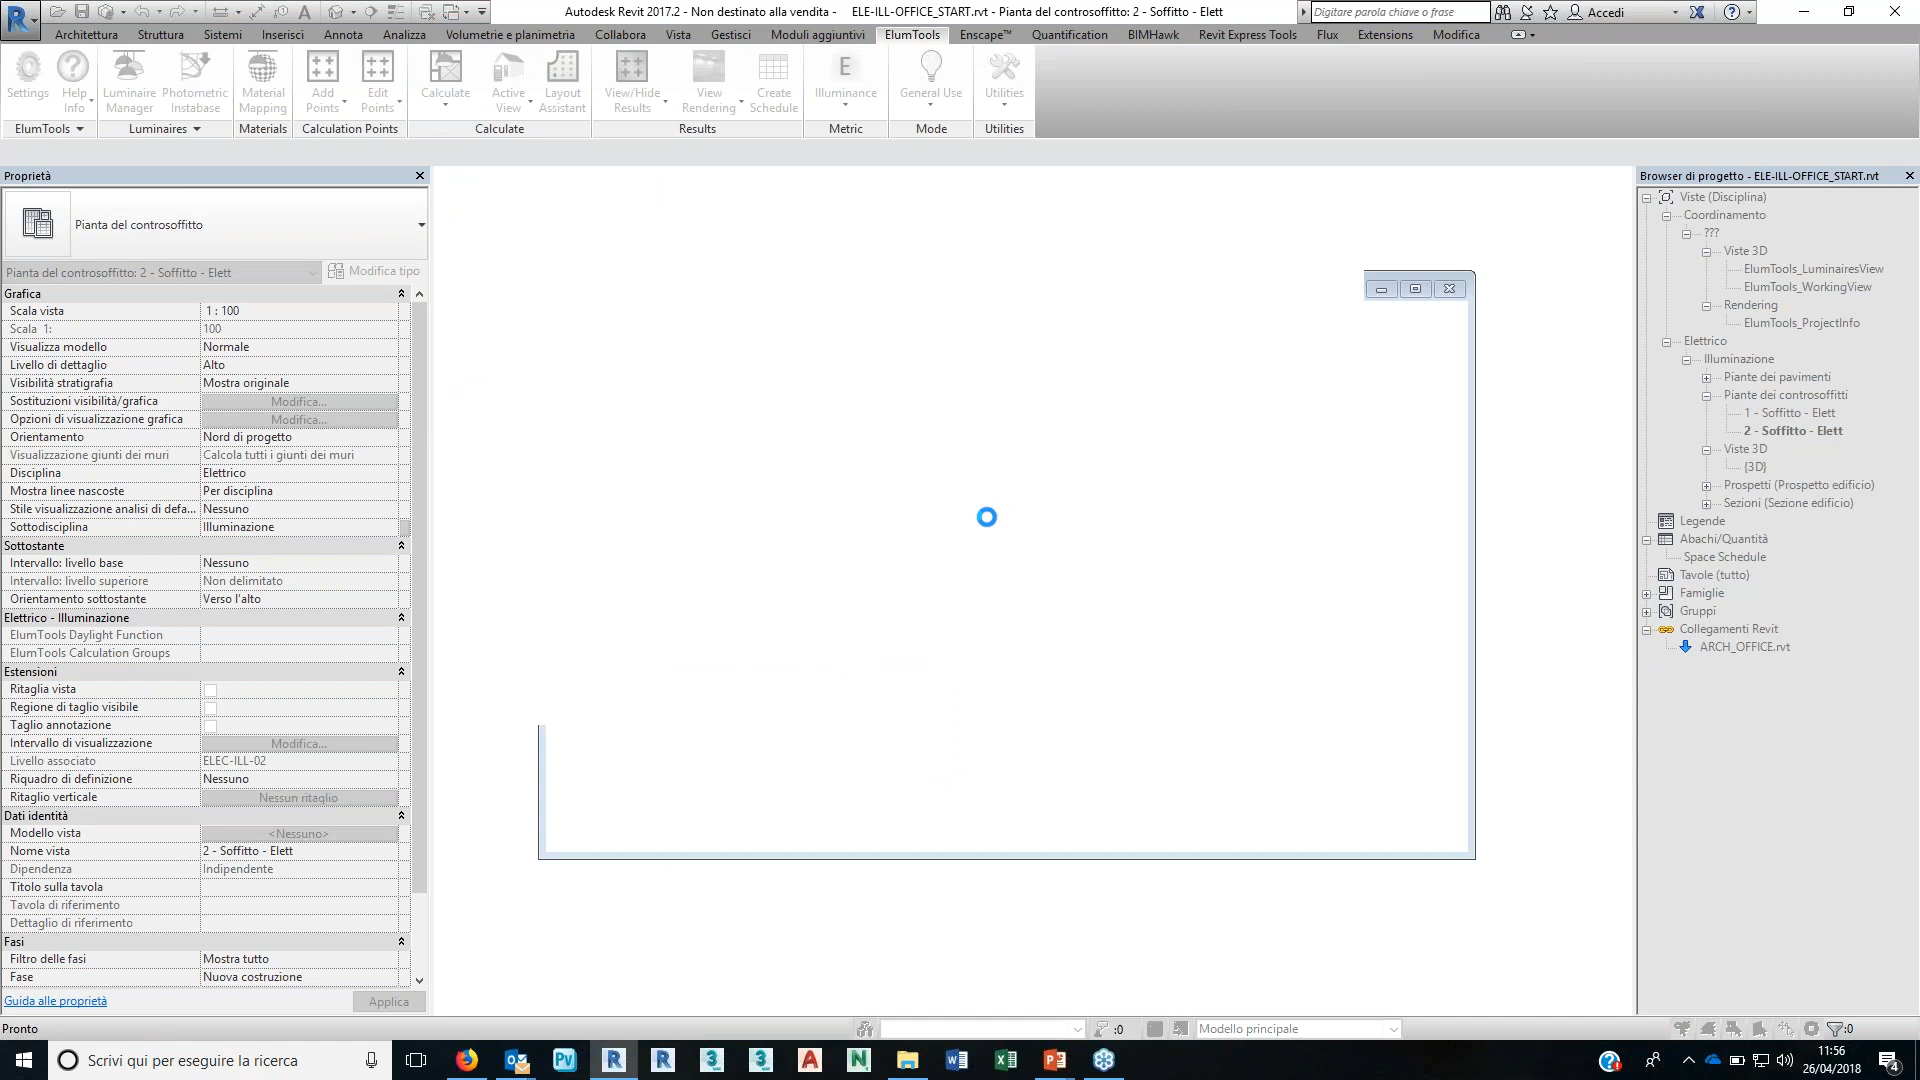 Autodesk Revit 2017.2 - Non destinato alla vendita - ELE-ILL-OFFICE_START.rvt - Pianta del controsoffitto: 2 - Soffitto - Elett
Digitare parola chiave o frase
Accedi
Architettura Struttura Sistemi Inserisci Annota Analizza Volumetrie e planimetria Collabora Vista Gestisci Moduli aggiuntivi ElumTools Enscape™ Quantification BIMHawk Revit Express Tools Flux Extensions Modifica
Settings Help Info Luminaire Manager Photometric Instabase Material Mapping Add Points Edit Points Calculate Active View Layout Assistant View/Hide Results View Rendering Create Schedule Illuminance General Use Utilities
ElumTools Luminaires Materials Calculation Points Calculate Results Metric Mode Utilities
Proprietà
Pianta del controsoffitto
Pianta del controsoffitto: 2 - Soffitto - Elett Modifica tipo
Grafica
Scala vista 1 : 100
Scala 1: 100
Visualizza modello Normale
Livello di dettaglio Alto
Visibilità stratigrafia Mostra originale
Sostituzioni visibilità/grafica Modifica...
Opzioni di visualizzazione grafica Modifica...
Orientamento Nord di progetto
Visualizzazione giunti dei muri Calcola tutti i giunti dei muri
Disciplina Elettrico
Mostra linee nascoste Per disciplina
Stile visualizzazione analisi di defa... Nessuno
Sottodisciplina Illuminazione
Sottostante
Intervallo: livello base Nessuno
Intervallo: livello superiore Non delimitato
Orientamento sottostante Verso l'alto
Elettrico - Illuminazione
ElumTools Daylight Function
ElumTools Calculation Groups
Estensioni
Ritaglia vista
Regione di taglio visibile
Taglio annotazione
Intervallo di visualizzazione Modifica...
Livello associato ELEC-ILL-02
Riquadro di definizione Nessuno
Ritaglio verticale Nessun ritaglio
Dati identità
Modello vista <Nessuno>
Nome vista 2 - Soffitto - Elett
Dipendenza Indipendente
Titolo sulla tavola
Tavola di riferimento
Dettaglio di riferimento
Fasi
Filtro delle fasi Mostra tutto
Fase Nuova costruzione
Guida alle proprietà Applica
Browser di progetto - ELE-ILL-OFFICE_START.rvt
Viste (Disciplina)
Coordinamento
???
Viste 3D
ElumTools_LuminairesView
ElumTools_WorkingView
Rendering
ElumTools_ProjectInfo
Elettrico
Illuminazione
Piante dei pavimenti
Piante dei controsoffitti
1 - Soffitto - Elett
2 - Soffitto - Elett
Viste 3D
{3D}
Prospetti (Prospetto edificio)
Sezioni (Sezione edificio)
Legende
Abachi/Quantità
Space Schedule
Tavole (tutto)
Famiglie
Gruppi
Collegamenti Revit
ARCH_OFFICE.rvt
Pronto :0 Modello principale :0
Scrivi qui per eseguire la ricerca
11:56
26/04/2018
4